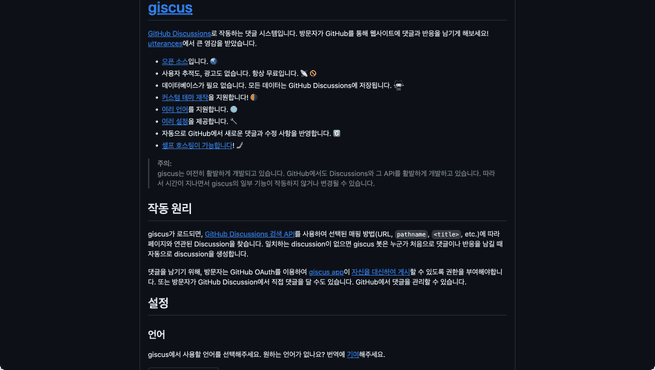 giscus
GitHub Discussions로 작동하는 댓글 시스템입니다. 방문자가 GitHub를 통해 웹사이트에 댓글과 반응을 남기게 해보세요!
utterances에서 큰 영감을 받았습니다.
• 오픈 소스입니다. 🌏
• 사용자 추적도, 광고도 없습니다. 항상 무료입니다. 📡 🚫
• 데이터베이스가 필요 없습니다. 모든 데이터는 GitHub Discussions에 저장됩니다.
• 커스텀 테마 제작을 지원합니다! 🌗
• 여러 언어를 지원합니다. 🌐
• 여러 설정을 제공합니다. 🔧
• 자동으로 GitHub에서 새로운 댓글과 수정 사항을 반영합니다. 🔃
• 셀프 호스팅이 가능합니다! 🤳
주의:
giscus는 여전히 활발하게 개발되고 있습니다. GitHub에서도 Discussions와 그 API를 활발하게 개발하고 있습니다. 따라
서 시간이 지나면서 giscus의 일부 기능이 작동하지 않거나 변경될 수 있습니다.
작동 원리
giscus가 로드되면, GitHub Discussions 검색 API를 사용하여 선택된 매핑 방법(URL, pathname, <title>, etc.)에 따라
페이지와 연관된 Discussion을 찾습니다. 일치하는 discussion이 없으면 giscus 봇은 누군가 처음으로 댓글이나 반응을 남길 때
자동으로 discussion을 생성합니다.
댓글을 남기기 위해, 방문자는 GitHub OAuth를 이용하여 giscus app이 자신을 대신하여 게시할 수 있도록 권한을 부여해야합니
다. 또는 방문자가 GitHub Discussion에서 직접 댓글을 달 수도 있습니다. GitHub에서 댓글을 관리할 수 있습니다.
설정
언어
giscus에서 사용할 언어를 선택해주세요. 원하는 언어가 없나요? 번역에 기여해주세요.